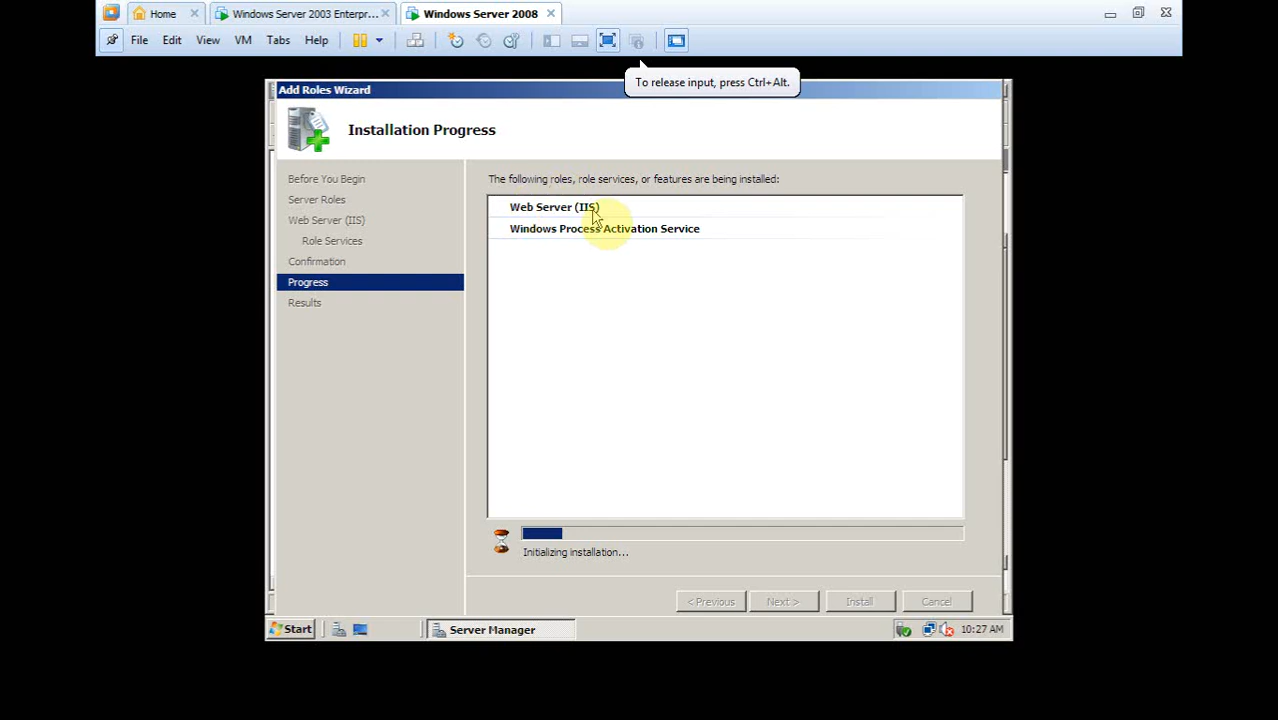 Home
Windows Server 2003 Enterpr...
Windows Server 2008
File Edit View VM Tabs Help
To release input, press Ctrl+Alt.
Add Roles Wizard
Installation Progress
Before You Begin
Server Roles
Web Server (IIS)
Role Services
Confirmation
Progress
Results
The following roles, role services, or features are being installed:
Web Server (IIS)
Windows Process Activation Service
Initializing installation...
< Previous Next > Install Cancel
Start
Server Manager
10:27 AM